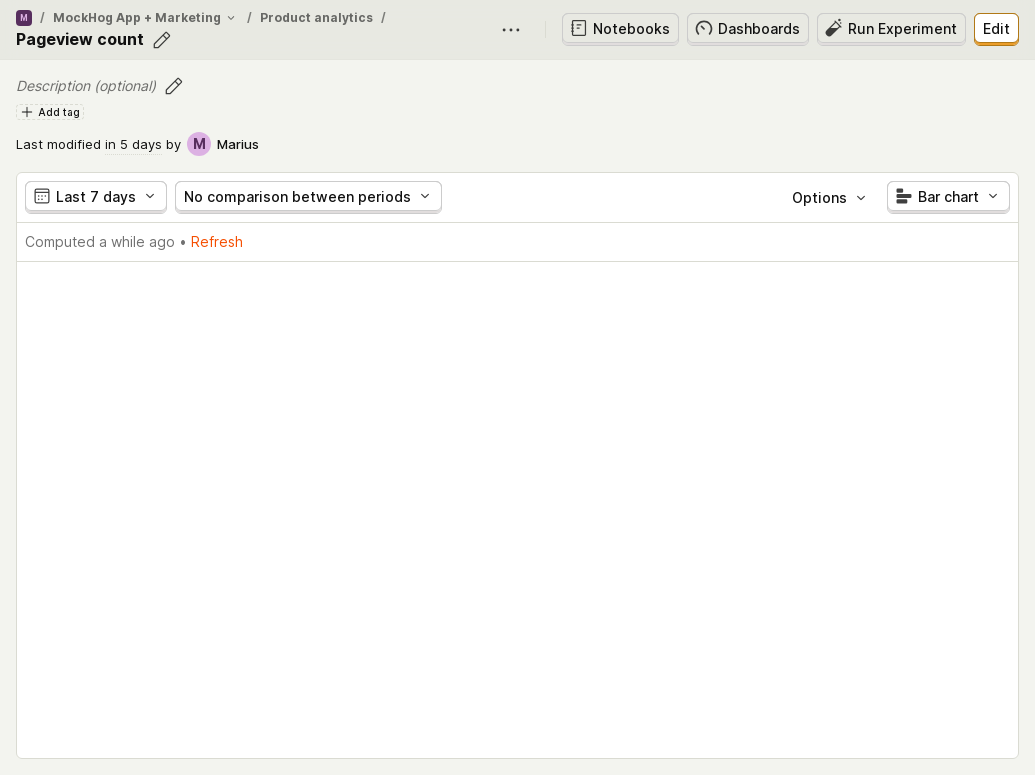 M / MockHog App + Marketing / Product analytics /
Pageview count
Notebooks Dashboards Run Experiment Edit
Description (optional)
Add tag
Last modified in 5 days by M Marius
Last 7 days No comparison between periods Options Bar chart
Computed a while ago • Refresh